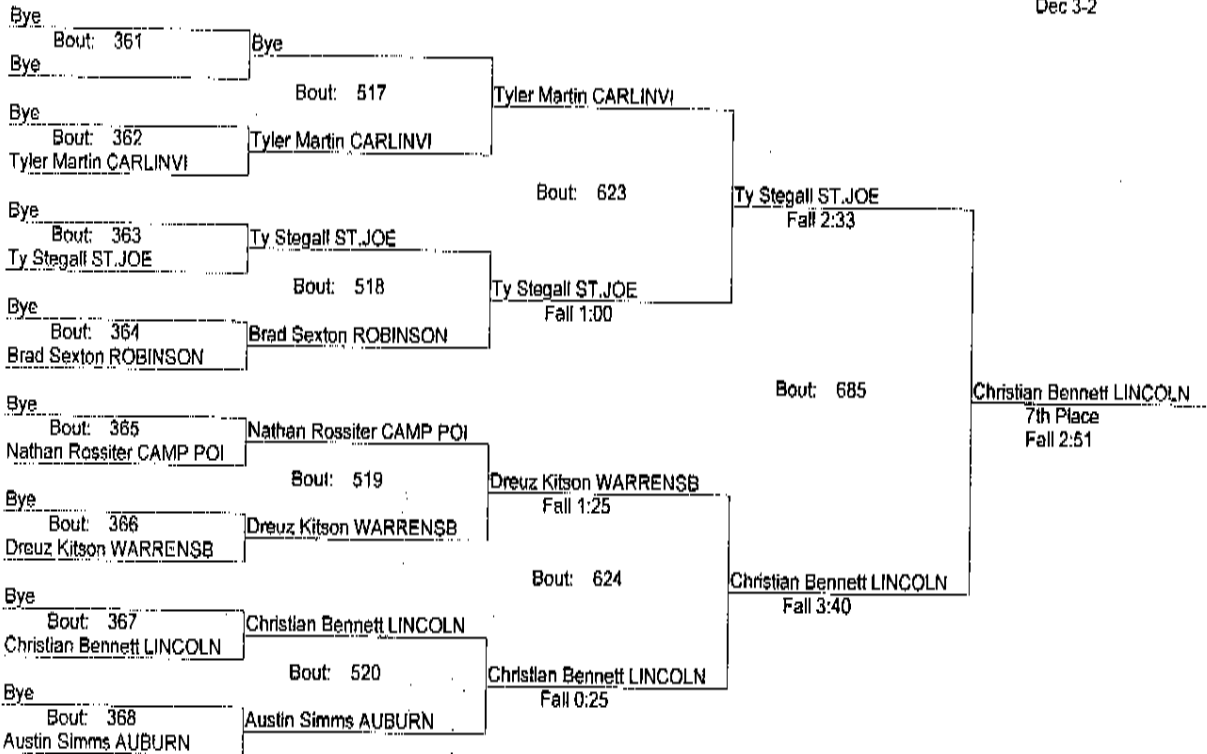 Dec 3-2
Bye
Bout: 361
Bye
Bye
Bout: 517
Tyler Martin CARLINVI
Bye
Bout: 362
Tyler Martin CARLINVI
Tyler Martin CARLINVI
Bout: 623
Ty Stegall ST.JOE
Fall 2:33
Bye
Bout: 363
Ty Stegall ST.JOE
Ty Stegall ST.JOE
Bout: 518
Ty Stegall ST.JOE
Fall 1:00
Bye
Bout: 364
Brad Sexton ROBINSON
Brad Sexton ROBINSON
Bout: 685
Christian Bennett LINCOLN
7th Place
Fall 2:51
Bye
Bout: 365
Nathan Rossiter CAMP POI
Nathan Rossiter CAMP POI
Bout: 519
Dreuz Kitson WARRENSB
Fall 1:25
Bye
Bout: 366
Dreuz Kitson WARRENSB
Dreuz Kitson WARRENSB
Bout: 624
Christian Bennett LINCOLN
Fall 3:40
Bye
Bout: 367
Christian Bennett LINCOLN
Christian Bennett LINCOLN
Bout: 520
Christian Bennett LINCOLN
Fall 0:25
Bye
Bout: 368
Austin Simms AUBURN
Austin Simms AUBURN